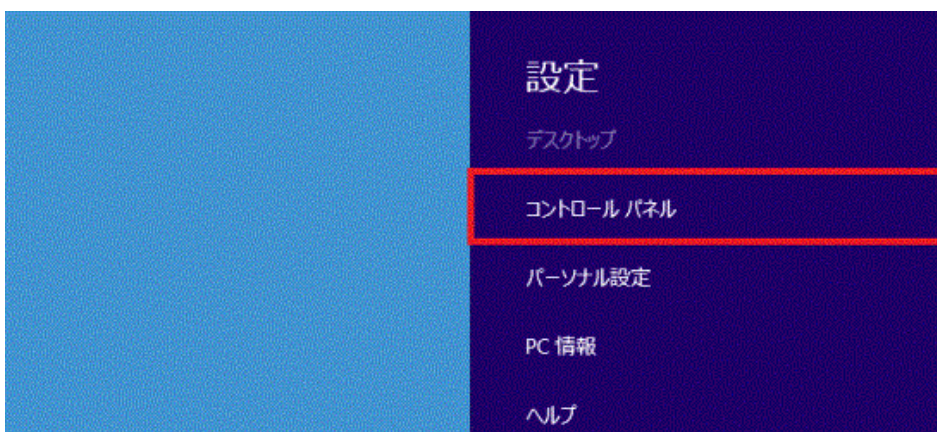 設定
デスクトップ
コントロール パネル
パーソナル設定
PC 情報
ヘルプ